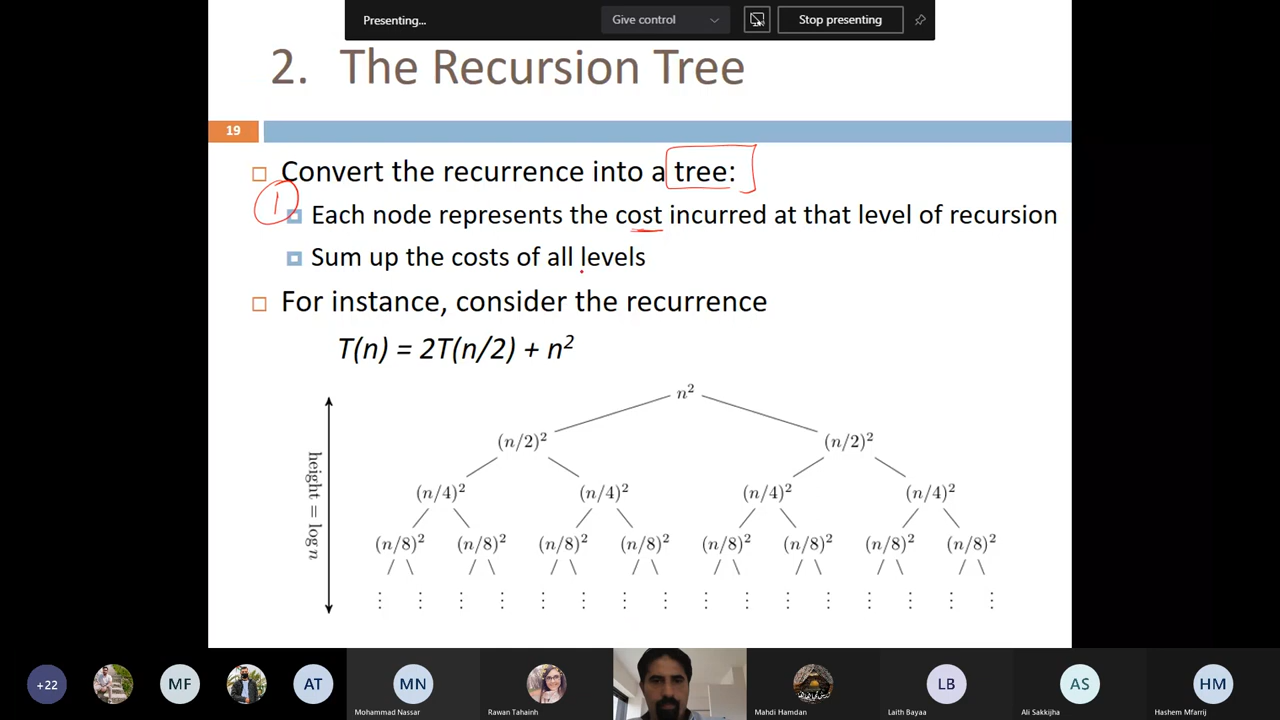 Presenting...
Give control
Stop presenting
2. The Recursion Tree
19
Convert the recurrence into a tree:
1
Each node represents the cost incurred at that level of recursion
Sum up the costs of all levels
For instance, consider the recurrence
T(n) = 2T(n/2) + n²
n²
(n/2)² (n/2)²
(n/4)² (n/4)² (n/4)² (n/4)²
(n/8)² (n/8)² (n/8)² (n/8)² (n/8)² (n/8)² (n/8)² (n/8)²
height = log n
+22 MF AT MN LB AS HM
Mohammad Nassar Rawan Tahainh Mahdi Hamdan Laith Bayaa Ali Sakkijha Hashem Mfarrij